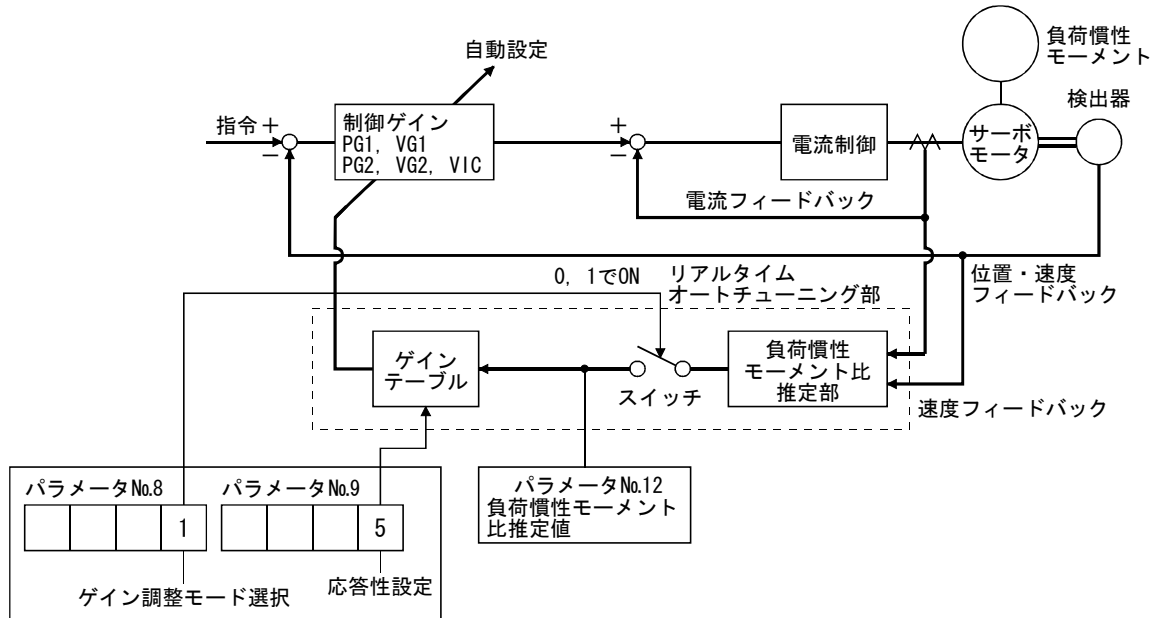 自動設定
負荷慣性
モーメント
検出器
指令
+
−
制御ゲイン
PG1, VG1
PG2, VG2, VIC
+
−
電流制御
サーボ
モータ
電流フィードバック
0, 1でON
リアルタイム
オートチューニング部
位置・速度
フィードバック
ゲイン
テーブル
スイッチ
負荷慣性
モーメント比
推定部
速度フィードバック
パラメータNo.8
パラメータNo.9
1
5
ゲイン調整モード選択
応答性設定
パラメータNo.12
負荷慣性モーメント
比推定値